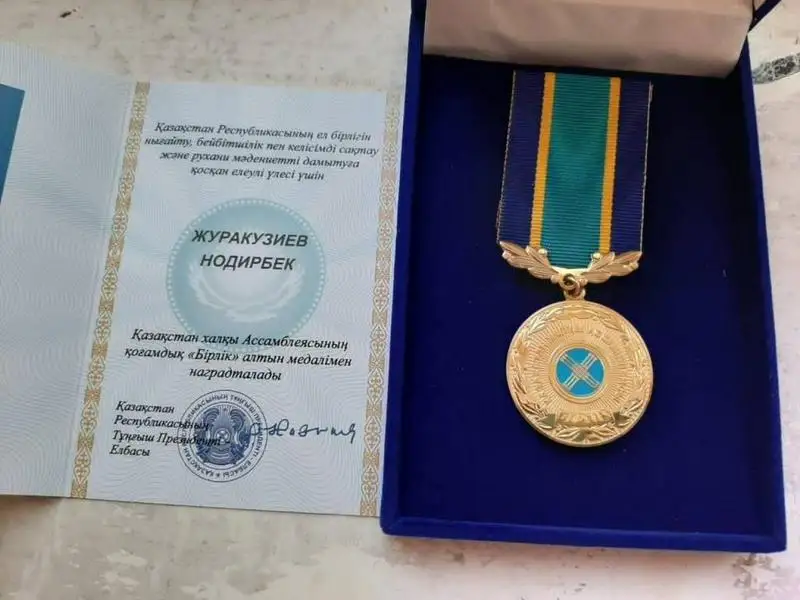 Қазақстан Республикасының ел бірлігін
нығайту, бейбітшілік пен келісімді сақтау
және рухани мәдениетті дамытуға
қосқан елеулі үлесі үшін
ЖУРАКУЗИЕВ
НОДИРБЕК
Қазақстан халқы Ассамблеясының
қоғамдық «Бірлік» алтын медалімен
наградталады
Қазақстан
Республикасының
Тұңғыш Президенті -
Елбасы